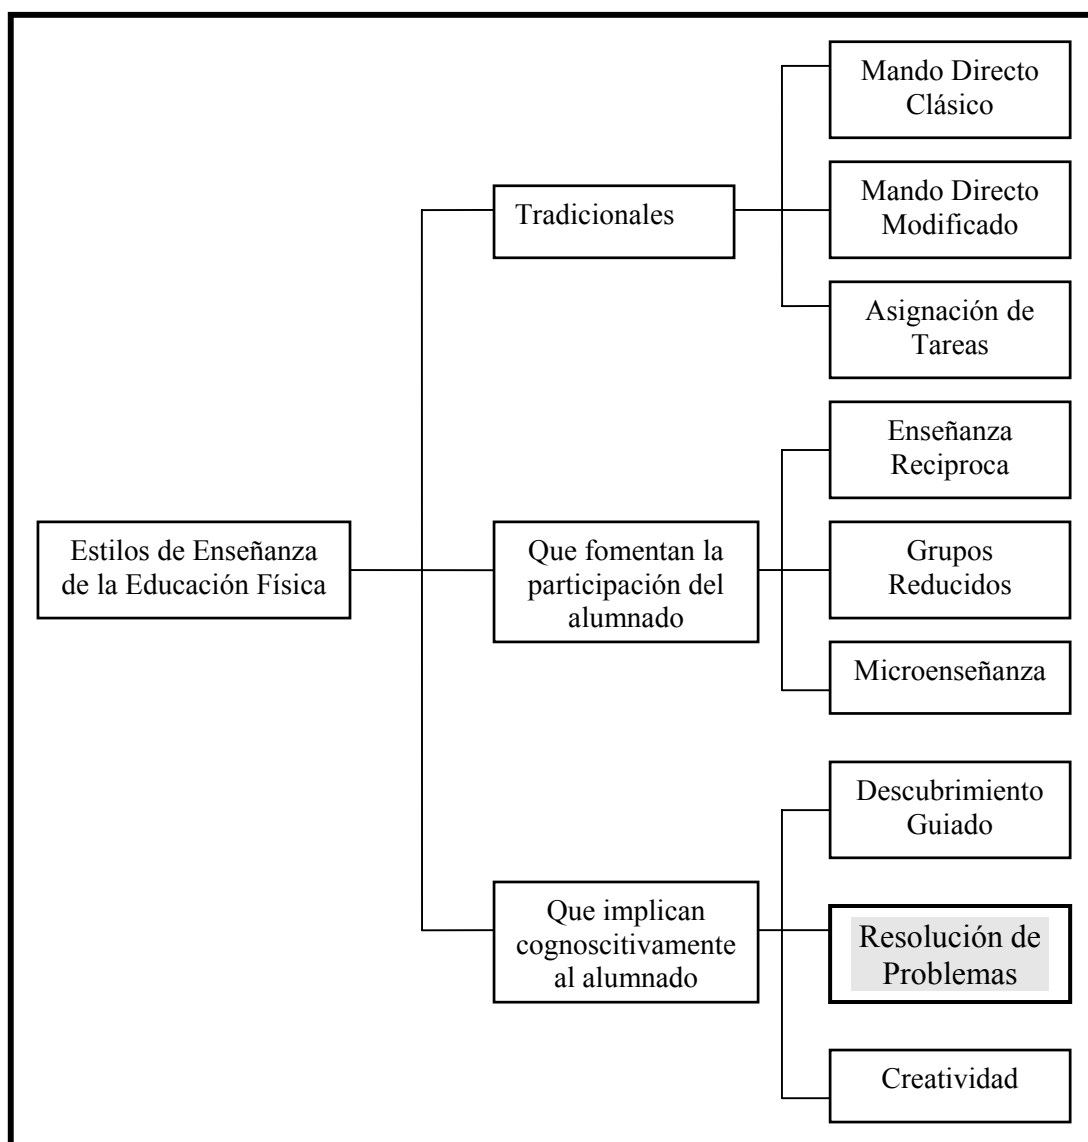 Mando Directo
Clásico
Tradicionales
Mando Directo
Modificado
Asignación de
Tareas
Estilos de Enseñanza
de la Educación Física
Que fomentan la
participación del
alumnado
Enseñanza
Reciproca
Grupos
Reducidos
Microenseñanza
Que implican
cognoscitivamente
al alumnado
Descubrimiento
Guiado
Resolución de
Problemas
Creatividad